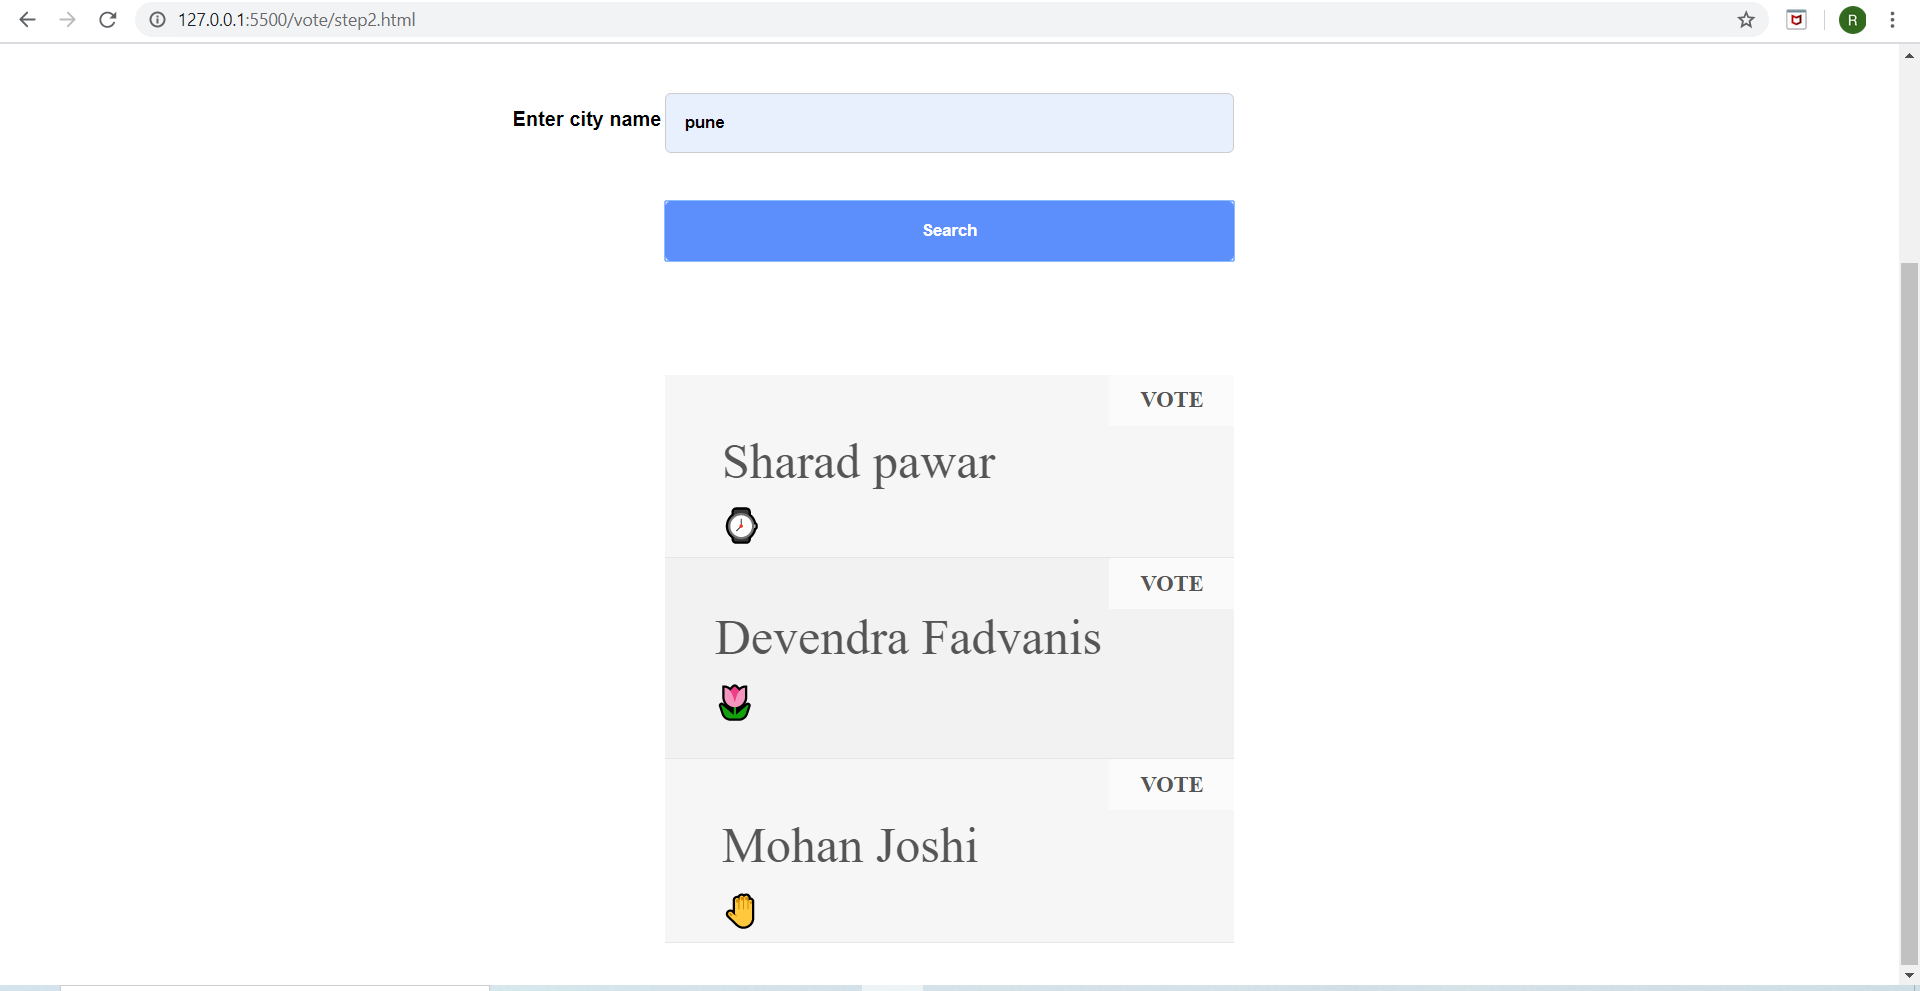 127.0.0.1:5500/vote/step2.html
R
Enter city name
pune
Search
VOTE
Sharad pawar
VOTE
Devendra Fadvanis
VOTE
Mohan Joshi